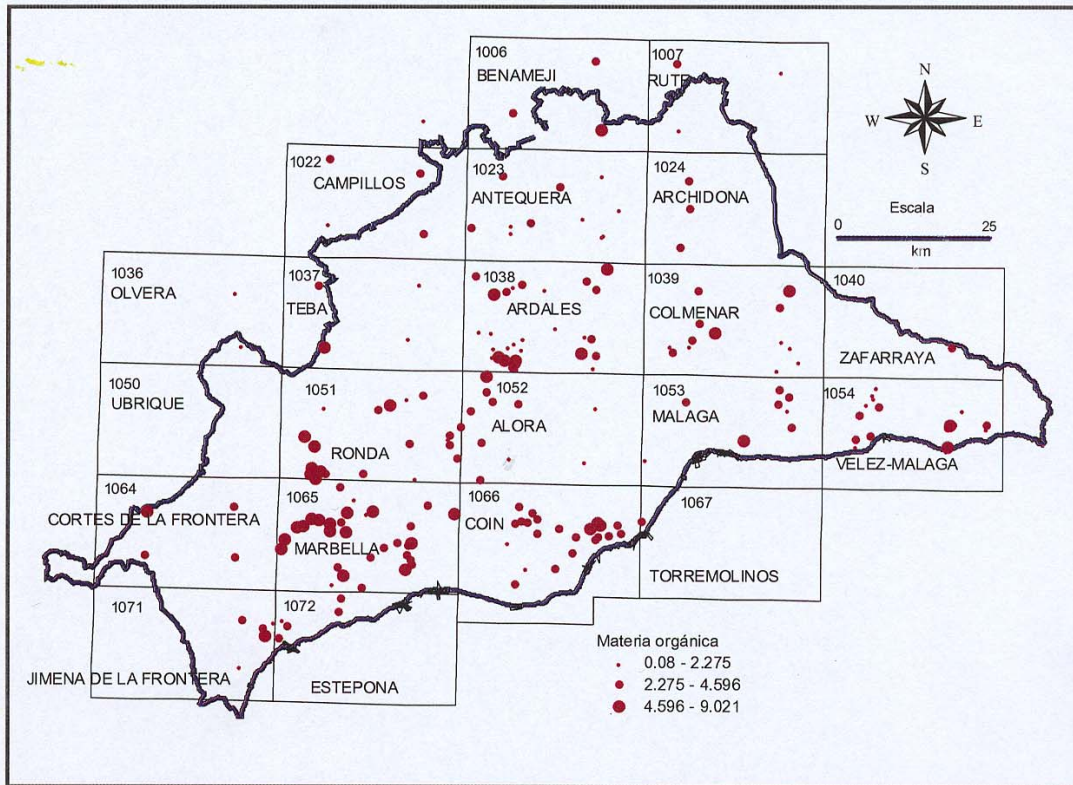 1006
BENAMEJI
1007
RUTE
N
W
E
S
1022
CAMPILLOS
1023
ANTEQUERA
1024
ARCHIDONA
Escala
0
25
km
1036
OLVERA
1037
TEBA
1038
ARDALES
1039
COLMENAR
1040
ZAFARRAYA
1050
UBRIQUE
1051
RONDA
1052
ALORA
1053
MALAGA
1054
VELEZ-MALAGA
1064
CORTES DE LA FRONTERA
1065
MARBELLA
1066
COIN
1067
TORREMOLINOS
1071
JIMENA DE LA FRONTERA
1072
ESTEPONA
Materia orgánica
0.08 - 2.275
2.275 - 4.596
4.596 - 9.021